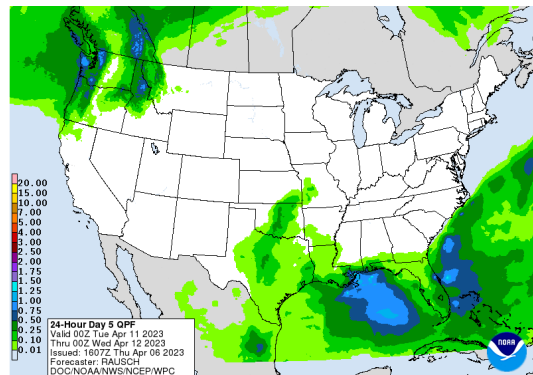 20.00
15.00
10.00
7.00
5.00
4.00
3.00
2.50
2.00
1.75
1.50
1.25
1.00
0.75
0.50
0.25
0.10
0.01
24-Hour Day 5 QPF
Valid 00Z Tue Apr 11 2023
Thru 00Z Wed Apr 12 2023
Issued: 1607Z Thu Apr 06 2023
Forecaster: RAUSCH
DOC/NOAA/NWS/NCEP/WPC
NOAA